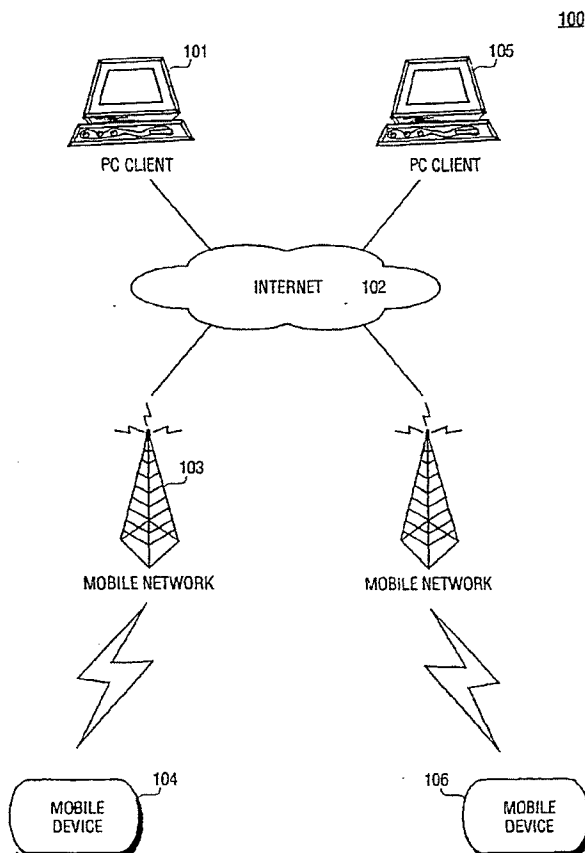 100
101
105
PC CLIENT
PC CLIENT
INTERNET 102
103
MOBILE NETWORK
MOBILE NETWORK
104
106
MOBILE
DEVICE
MOBILE
DEVICE